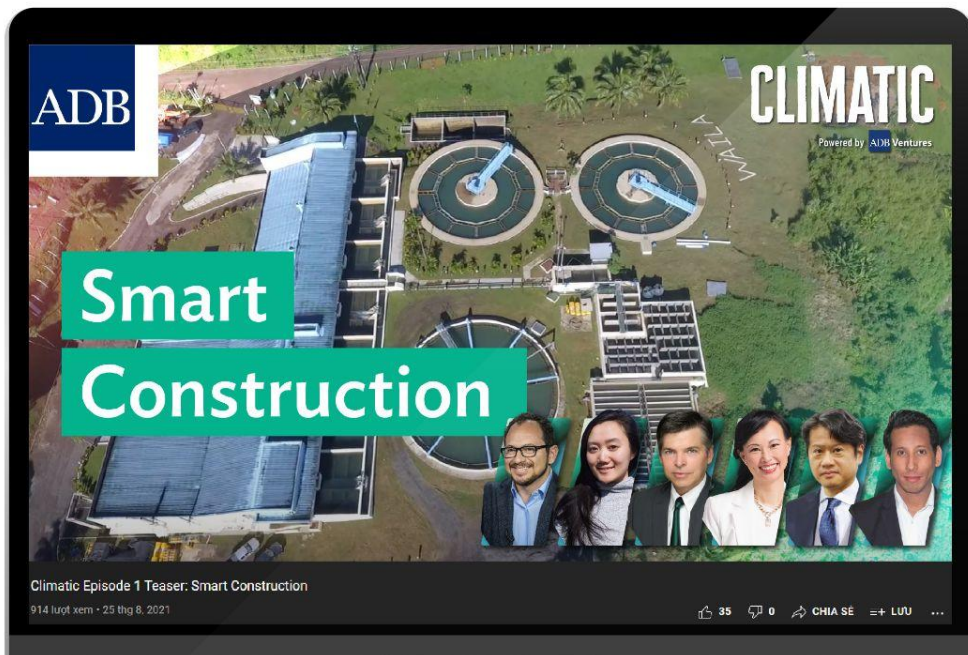 ADB
CLIMATIC
Powered by ADB Ventures
WAILA
Smart
Construction
Climatic Episode 1 Teaser: Smart Construction
914 lượt xem • 25 thg 8, 2021
35 0 CHIA SẺ LƯU ...